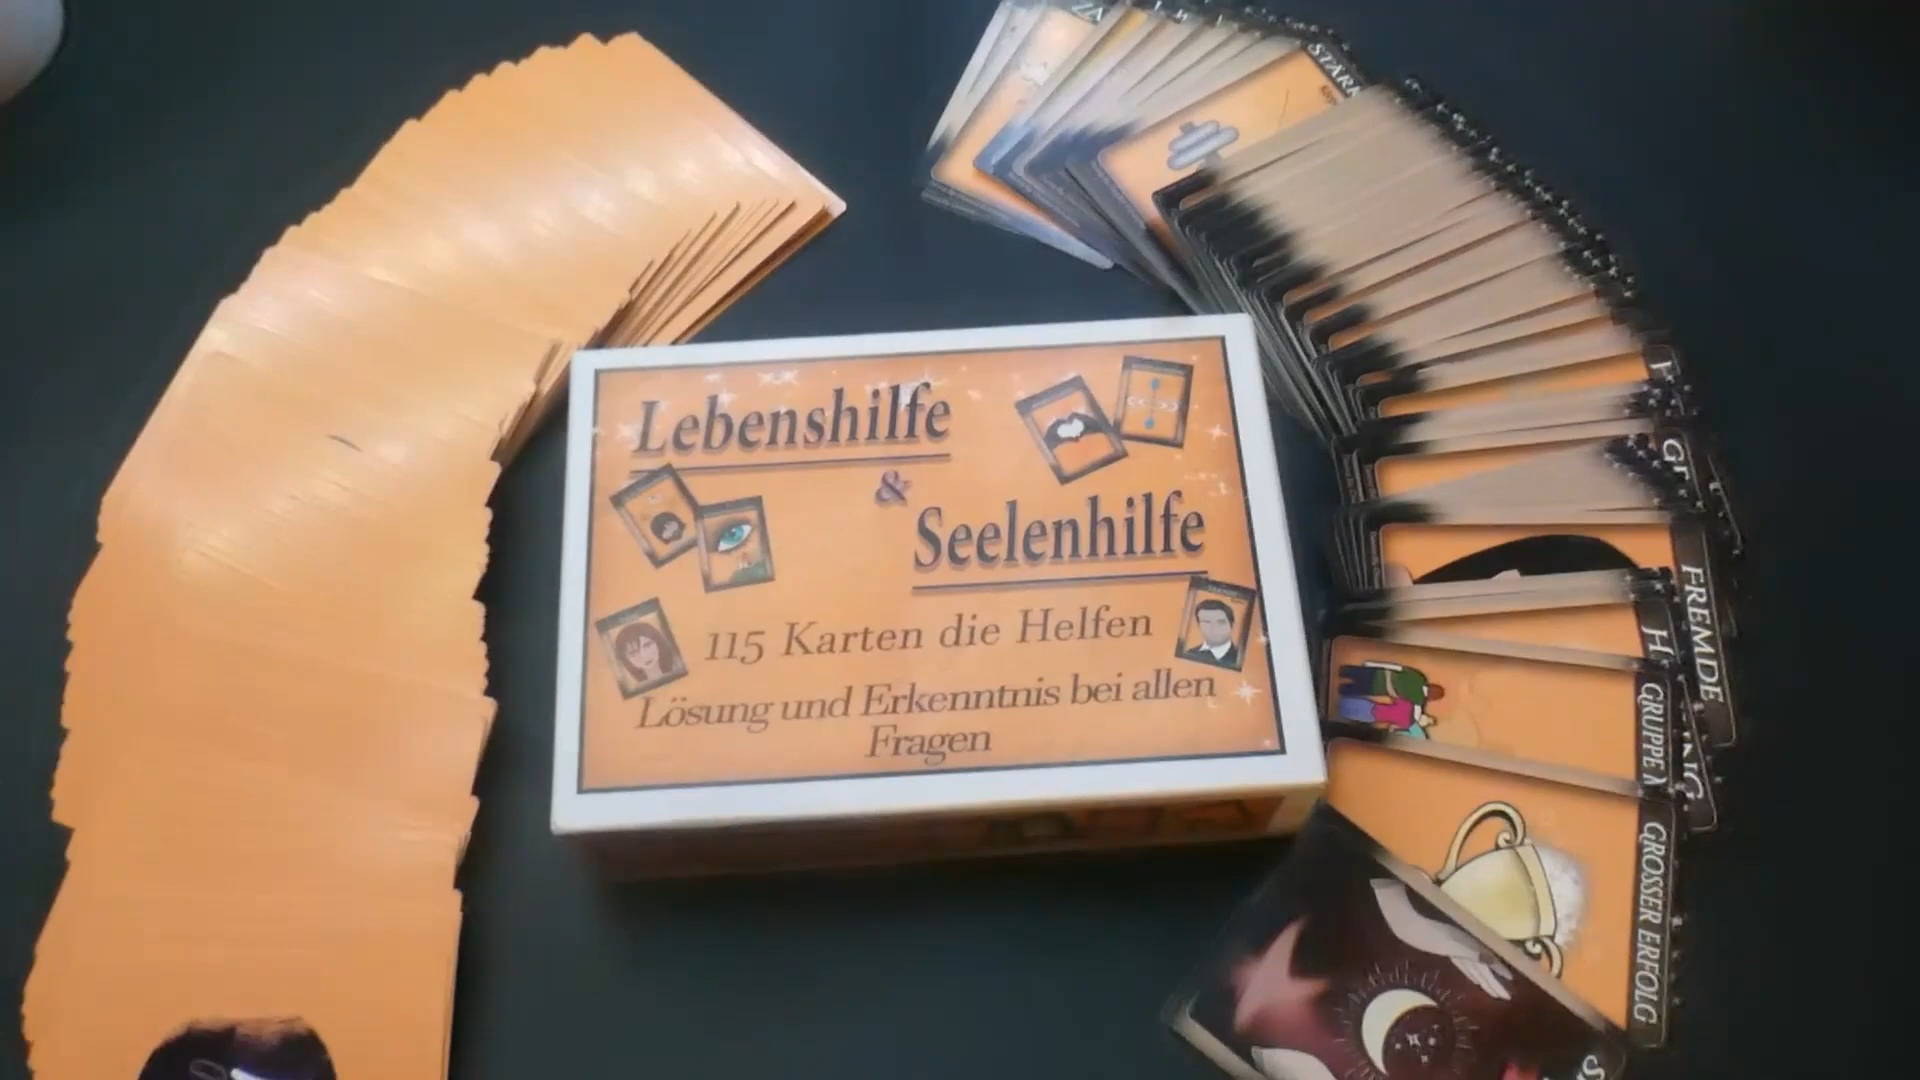 Lebenshilfe
&
Seelenhilfe
115 Karten die Helfen
Lösung und Erkenntnis bei allen
Fragen
FREMDE
GRUPPE
GROSSER ERFOLG